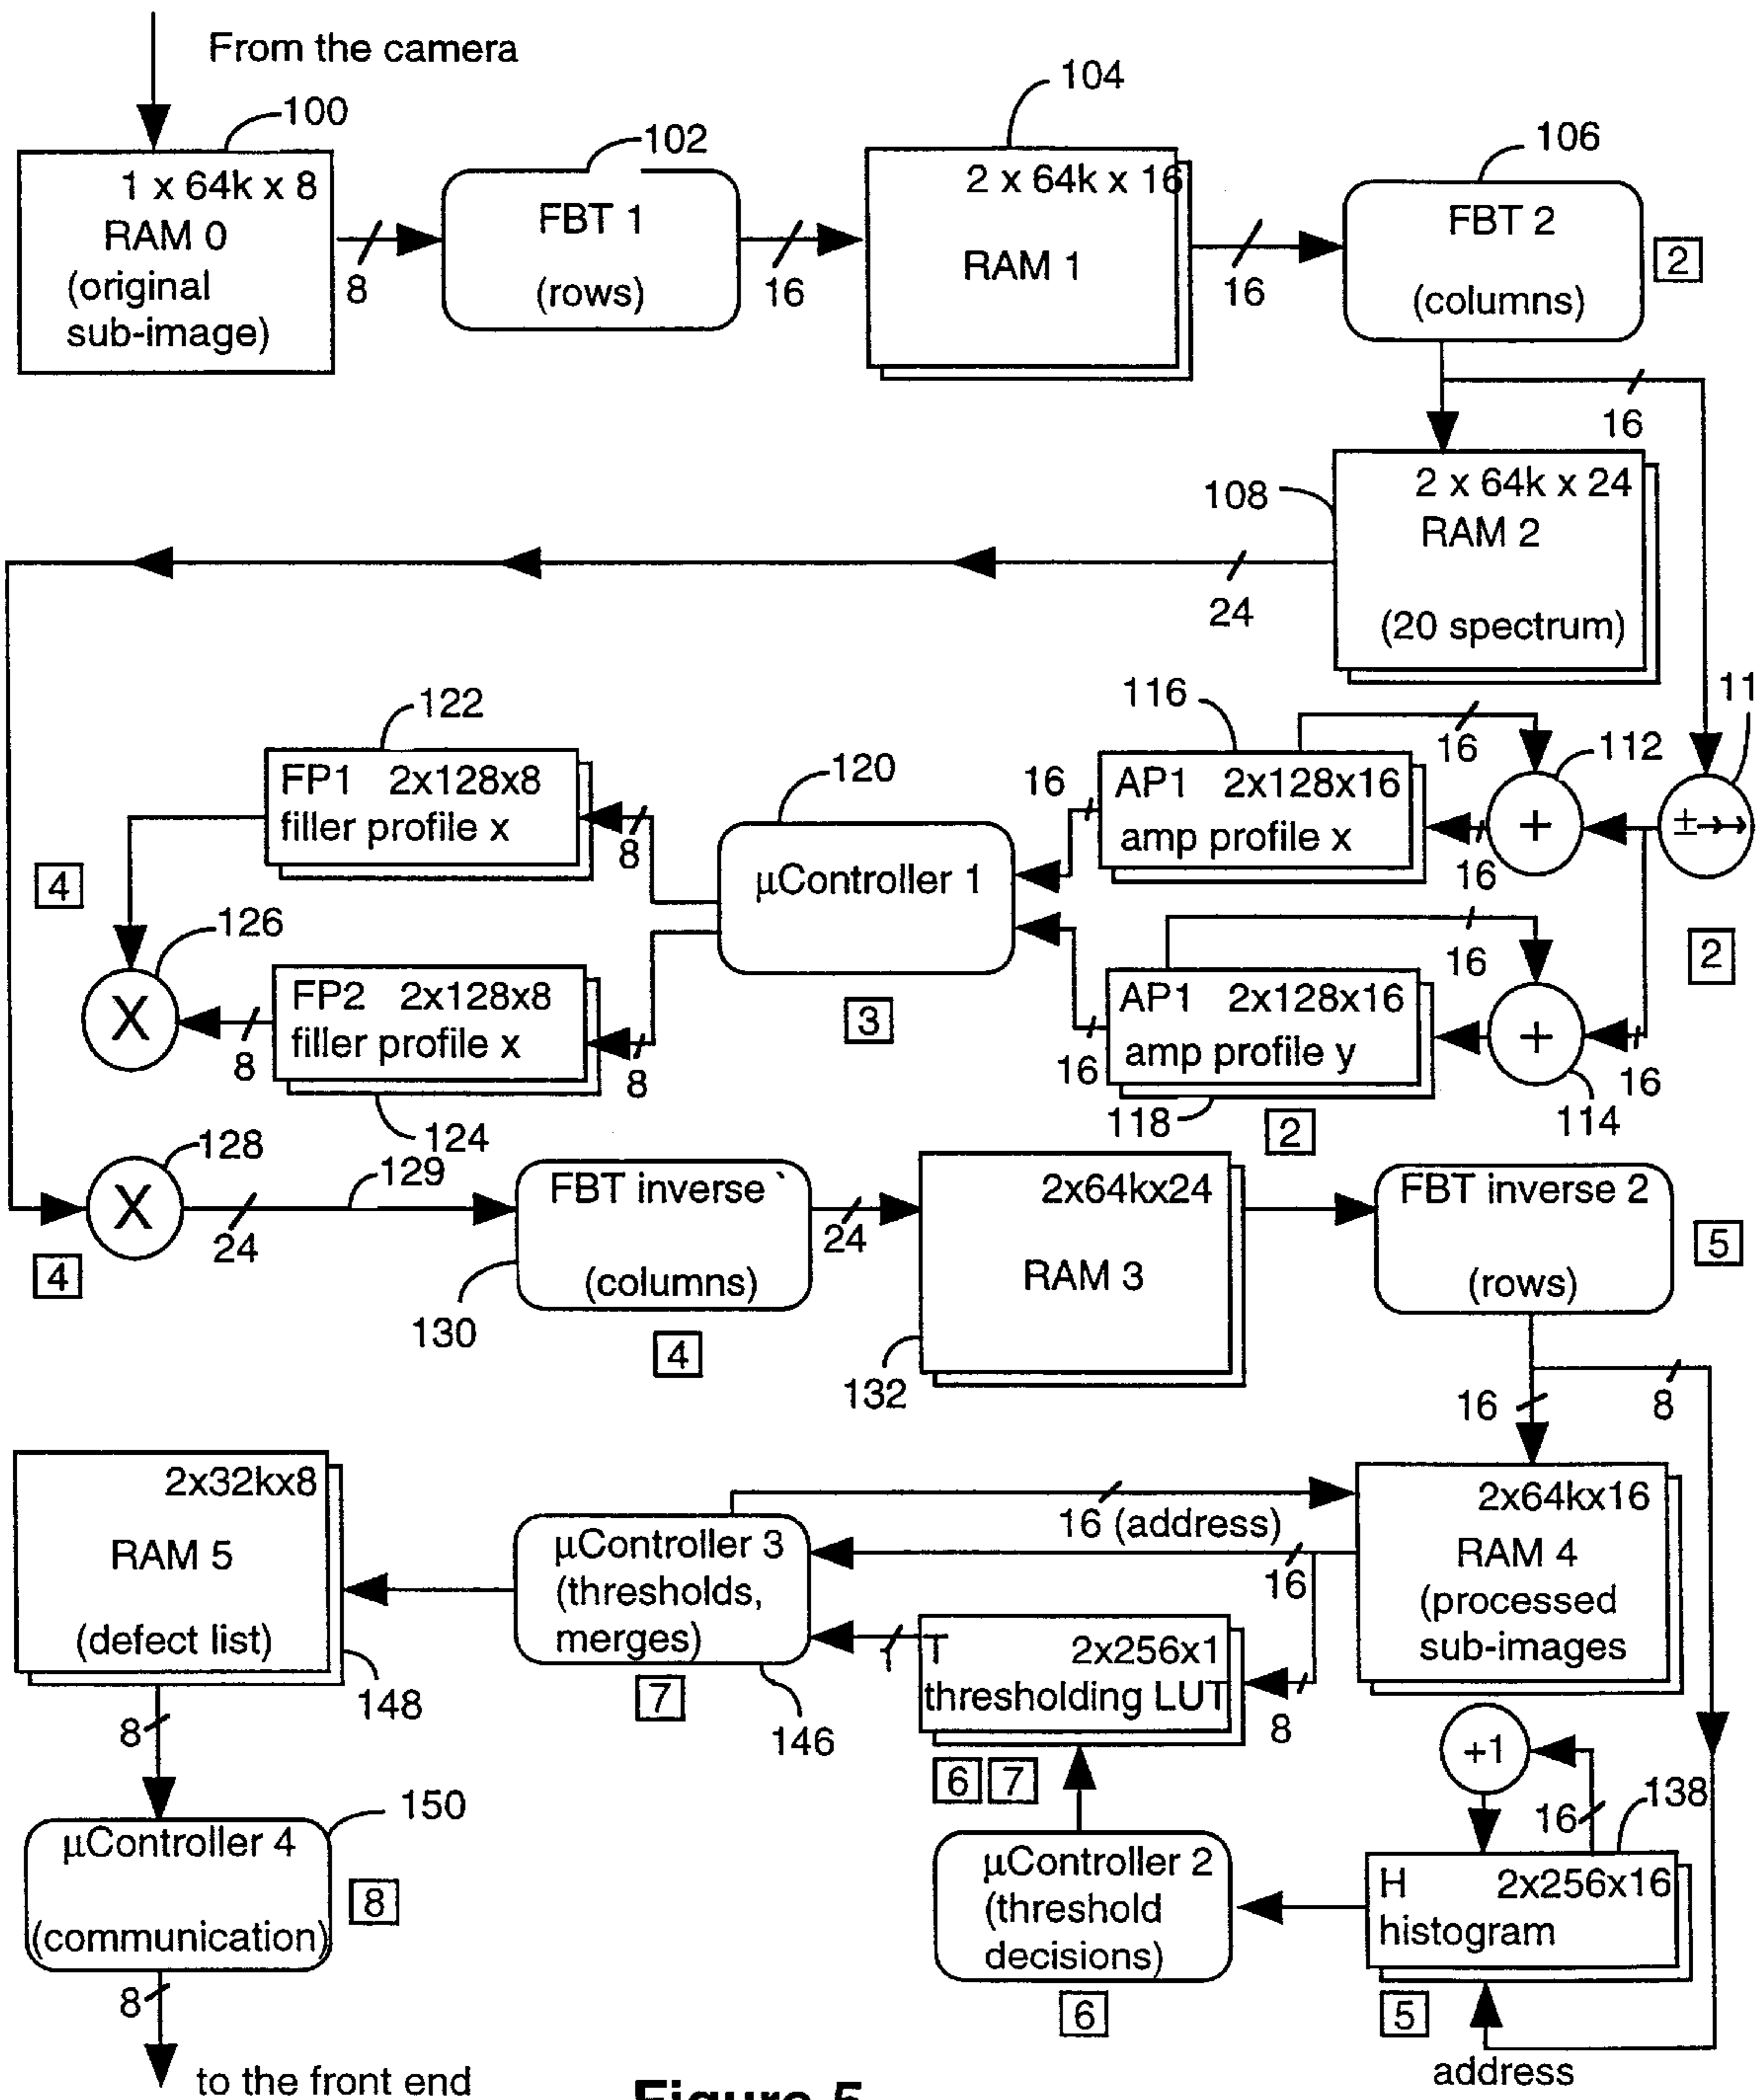 From the camera
100
1 x 64k x 8
RAM 0
(original
sub-image)
8
102
FBT 1
(rows)
16
104
2 x 64k x 16
RAM 1
16
106
FBT 2
(columns)
2
16
108
2 x 64k x 24
RAM 2
(20 spectrum)
24
11
122
FP1 2x128x8
filler profile x
8
120
µController 1
3
116
AP1 2x128x16
amp profile x
16
16
16
112
+
±
2
4
126
X
8
FP2 2x128x8
filler profile x
8
124
AP1 2x128x16
amp profile y
16
16
16
+
114
118
2
128
X
4
24
129
FBT inverse `
(columns)
130
4
24
2x64kx24
RAM 3
132
FBT inverse 2
(rows)
5
16
8
2x32kx8
RAM 5
(defect list)
148
8
µController 3
(thresholds,
merges)
7
146
16 (address)
16
2x64kx16
RAM 4
(processed
sub-images
T 2x256x1
thresholding LUT
8
6 7
+1
16
138
H 2x256x16
histogram
5
address
µController 2
(threshold
decisions)
6
150
µController 4
(communication)
8
8
to the front end
Figure 5